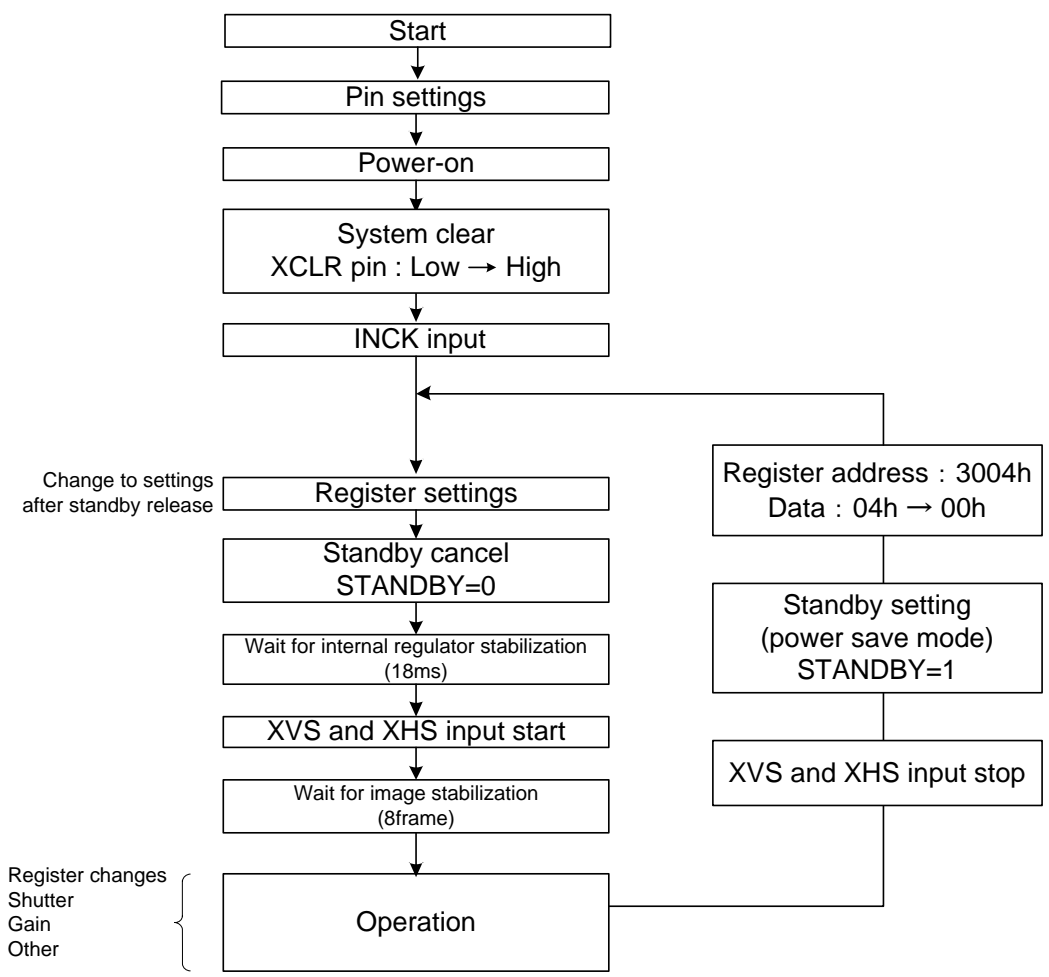 Start
Pin settings
Power-on
System clear
XCLR pin : Low → High
INCK input
Change to settings
after standby release
Register settings
Standby cancel
STANDBY=0
Wait for internal regulator stabilization
(18ms)
XVS and XHS input start
Wait for image stabilization
(8frame)
Register changes
Shutter
Gain
Other
Operation
Register address : 3004h
Data : 04h → 00h
Standby setting
(power save mode)
STANDBY=1
XVS and XHS input stop